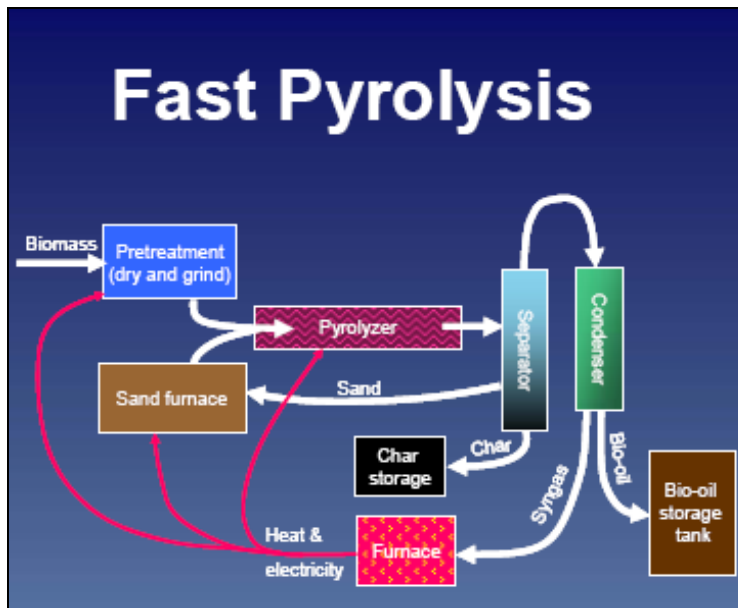 Fast Pyrolysis
Biomass
Pretreatment
(dry and grind)
Pyrolyzer
Separator
Condenser
Sand furnace
Sand
Char
storage
Char
Syngas
Bio-oil
Bio-oil
storage
tank
Heat &
electricity
Furnace